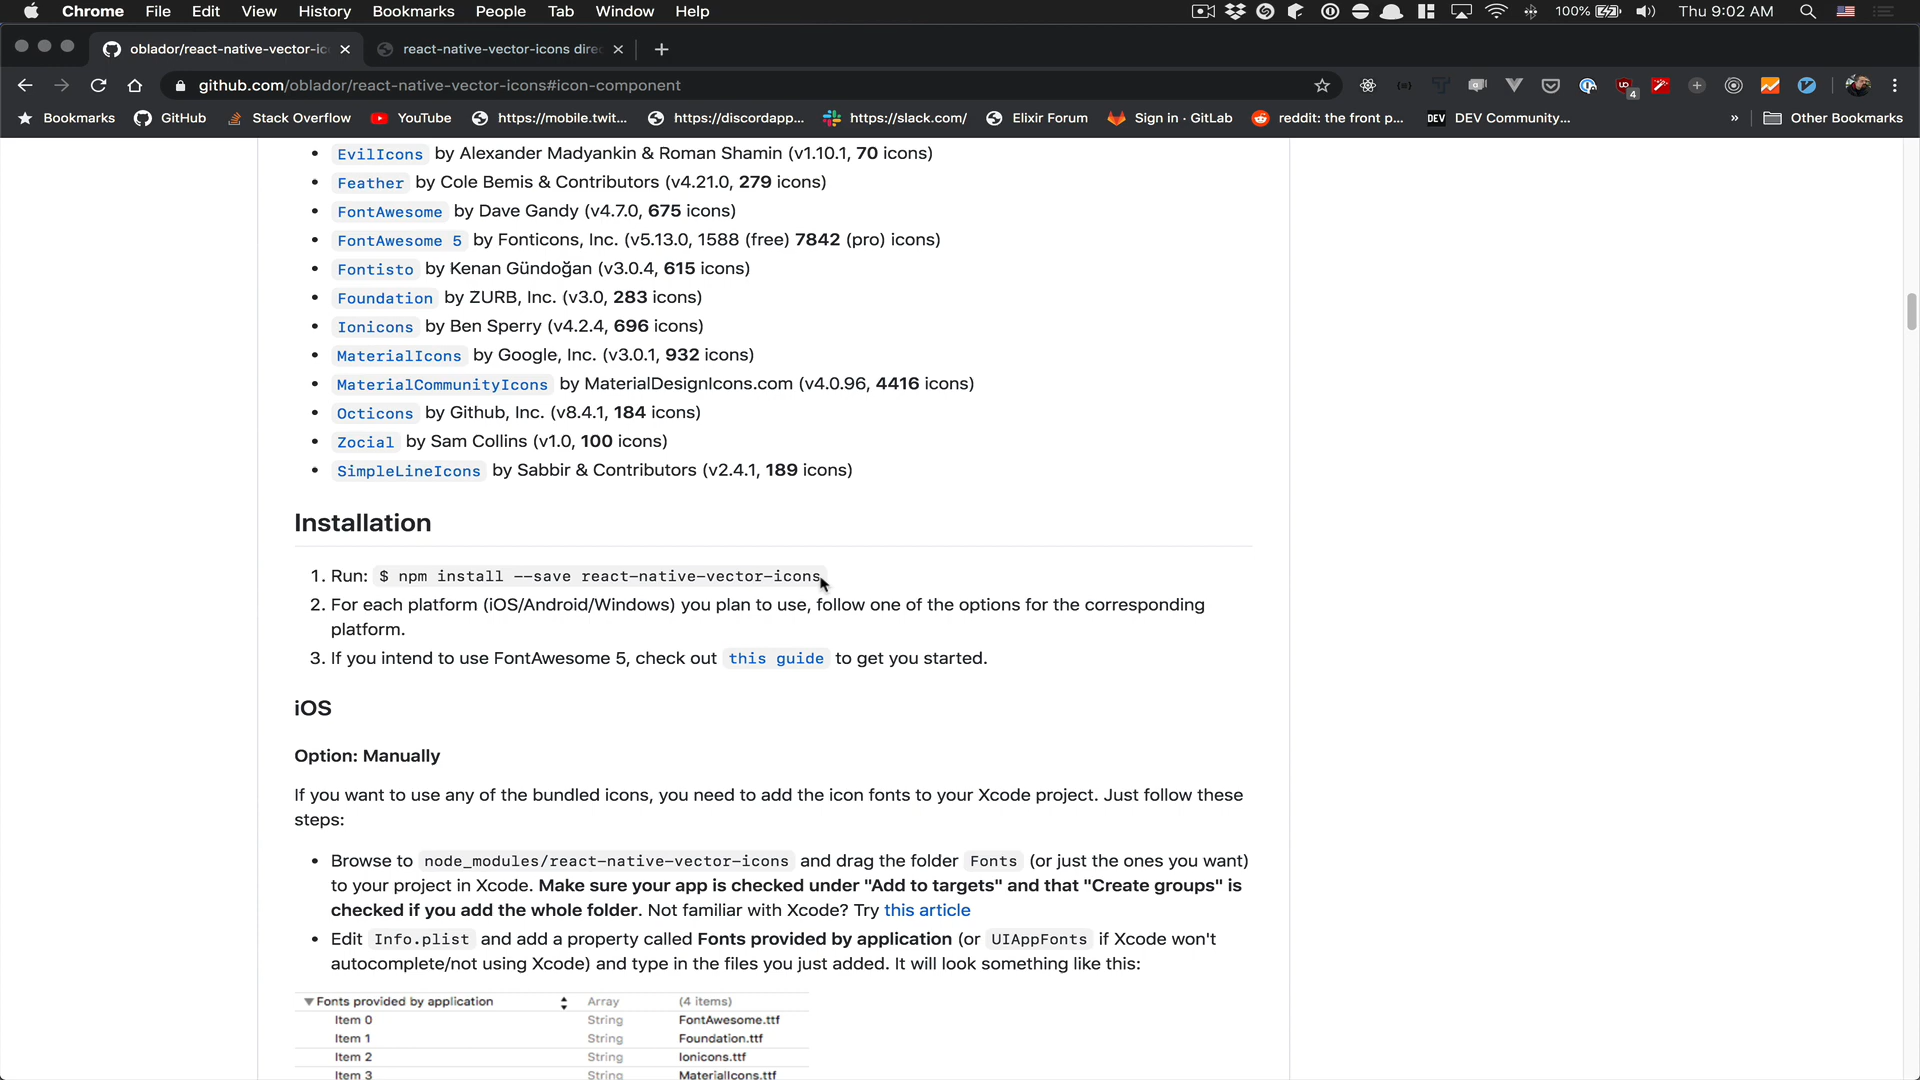 Chrome File Edit View History Bookmarks People Tab Window Help 100% Thu 9:02 AM
oblador/react-native-vector-ic react-native-vector-icons dire
github.com/oblador/react-native-vector-icons#icon-component 4
Bookmarks GitHub Stack Overflow YouTube https://mobile.twit... https://discordapp... https://slack.com/ Elixir Forum Sign in · GitLab reddit: the front p... DEV DEV Community... » Other Bookmarks
• EvilIcons by Alexander Madyankin & Roman Shamin (v1.10.1, 70 icons)
• Feather by Cole Bemis & Contributors (v4.21.0, 279 icons)
• FontAwesome by Dave Gandy (v4.7.0, 675 icons)
• FontAwesome 5 by Fonticons, Inc. (v5.13.0, 1588 (free) 7842 (pro) icons)
• Fontisto by Kenan Gündoğan (v3.0.4, 615 icons)
• Foundation by ZURB, Inc. (v3.0, 283 icons)
• Ionicons by Ben Sperry (v4.2.4, 696 icons)
• MaterialIcons by Google, Inc. (v3.0.1, 932 icons)
• MaterialCommunityIcons by MaterialDesignIcons.com (v4.0.96, 4416 icons)
• Octicons by Github, Inc. (v8.4.1, 184 icons)
• Zocial by Sam Collins (v1.0, 100 icons)
• SimpleLineIcons by Sabbir & Contributors (v2.4.1, 189 icons)
Installation
1. Run: $ npm install --save react-native-vector-icons
2. For each platform (iOS/Android/Windows) you plan to use, follow one of the options for the corresponding
platform.
3. If you intend to use FontAwesome 5, check out this guide to get you started.
iOS
Option: Manually
If you want to use any of the bundled icons, you need to add the icon fonts to your Xcode project. Just follow these
steps:
• Browse to node_modules/react-native-vector-icons and drag the folder Fonts (or just the ones you want)
to your project in Xcode. Make sure your app is checked under "Add to targets" and that "Create groups" is
checked if you add the whole folder. Not familiar with Xcode? Try this article
• Edit Info.plist and add a property called Fonts provided by application (or UIAppFonts if Xcode won't
autocomplete/not using Xcode) and type in the files you just added. It will look something like this:
Fonts provided by application Array (4 items)
Item 0 String FontAwesome.ttf
Item 1 String Foundation.ttf
Item 2 String Ionicons.ttf
Item 3 String MaterialIcons.ttf